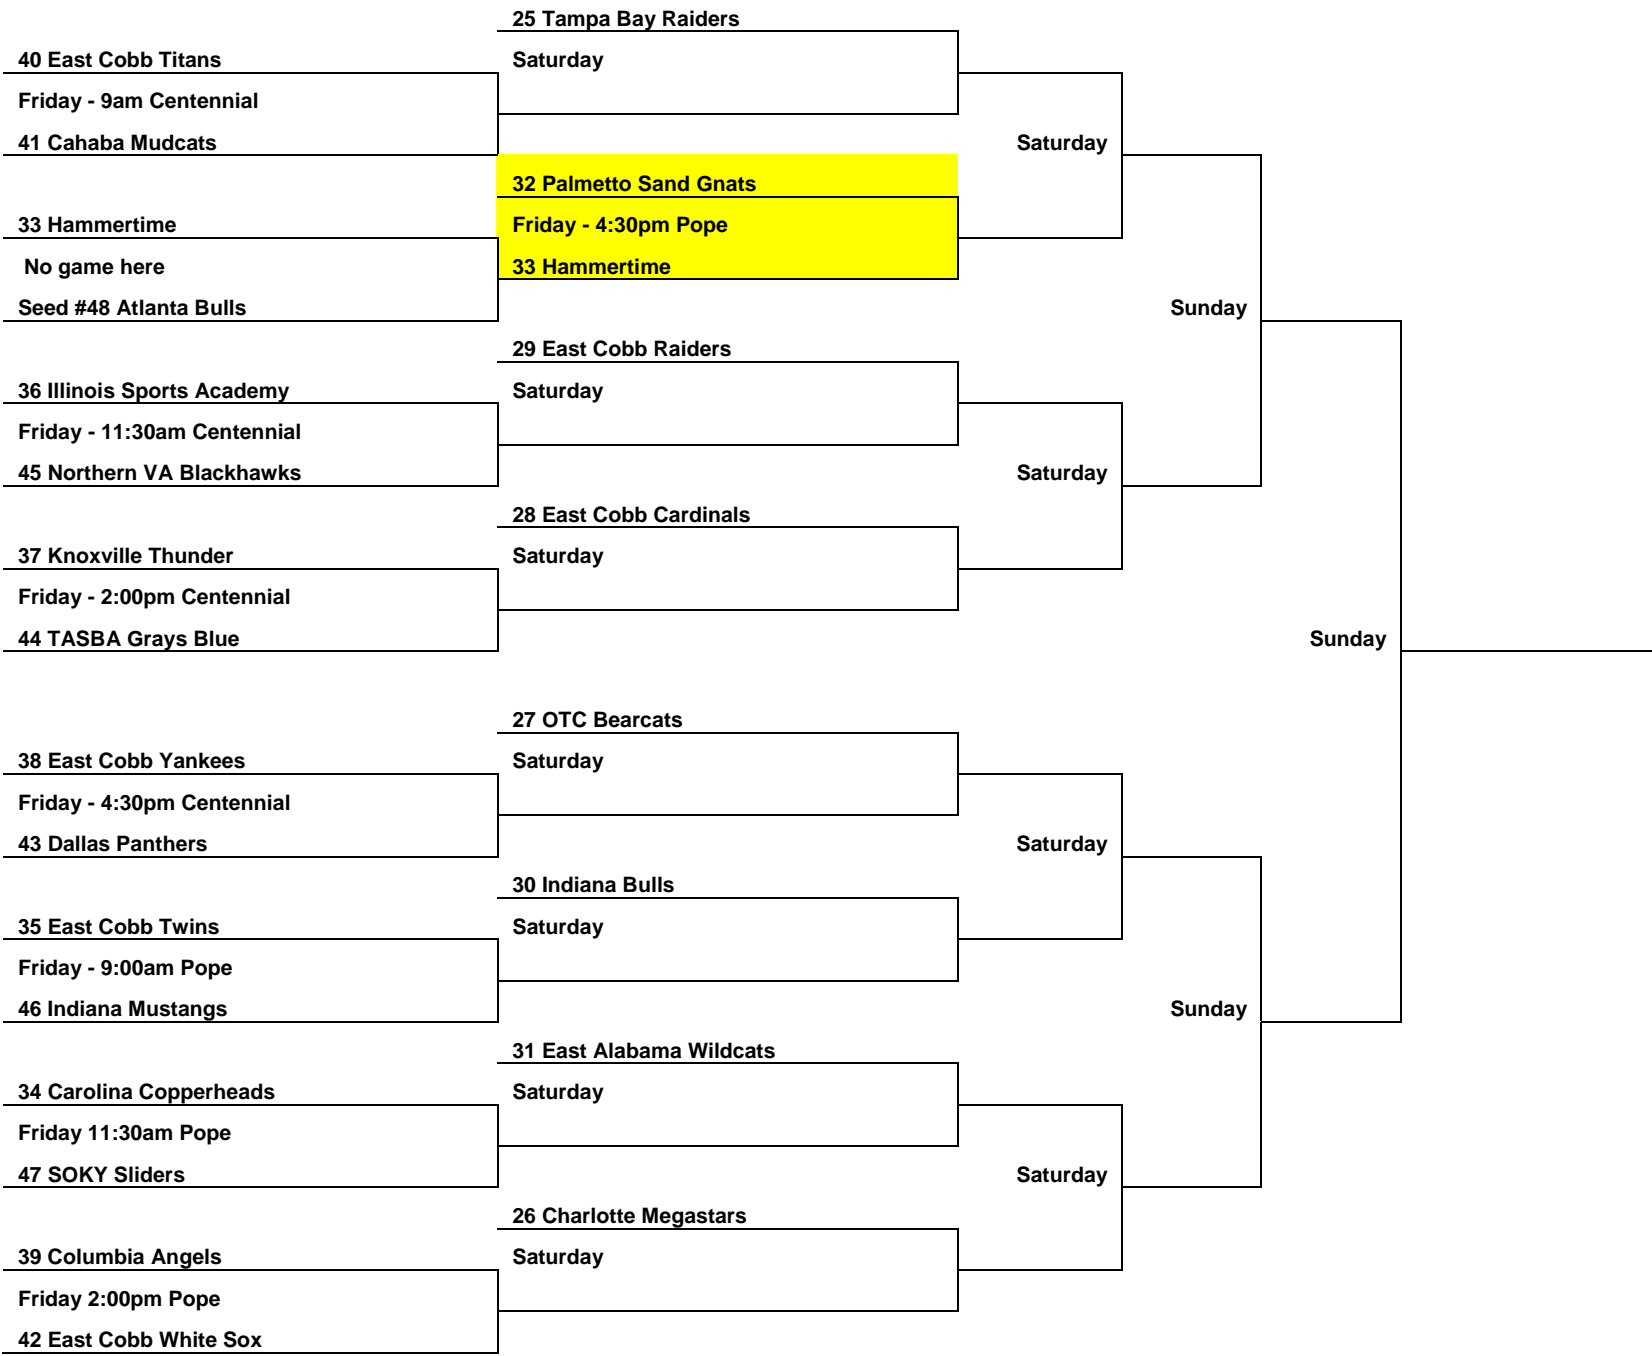 25 Tampa Bay Raiders
40 East Cobb Titans
Saturday
Friday - 9am Centennial
41 Cahaba Mudcats
Saturday
32 Palmetto Sand Gnats
33 Hammertime
Friday - 4:30pm Pope
No game here
33 Hammertime
Seed #48 Atlanta Bulls
Sunday
29 East Cobb Raiders
36 Illinois Sports Academy
Saturday
Friday - 11:30am Centennial
45 Northern VA Blackhawks
Saturday
28 East Cobb Cardinals
37 Knoxville Thunder
Saturday
Friday - 2:00pm Centennial
44 TASBA Grays Blue
Sunday
27 OTC Bearcats
38 East Cobb Yankees
Saturday
Friday - 4:30pm Centennial
43 Dallas Panthers
Saturday
30 Indiana Bulls
35 East Cobb Twins
Saturday
Friday - 9:00am Pope
46 Indiana Mustangs
Sunday
31 East Alabama Wildcats
34 Carolina Copperheads
Saturday
Friday 11:30am Pope
47 SOKY Sliders
Saturday
26 Charlotte Megastars
39 Columbia Angels
Saturday
Friday 2:00pm Pope
42 East Cobb White Sox